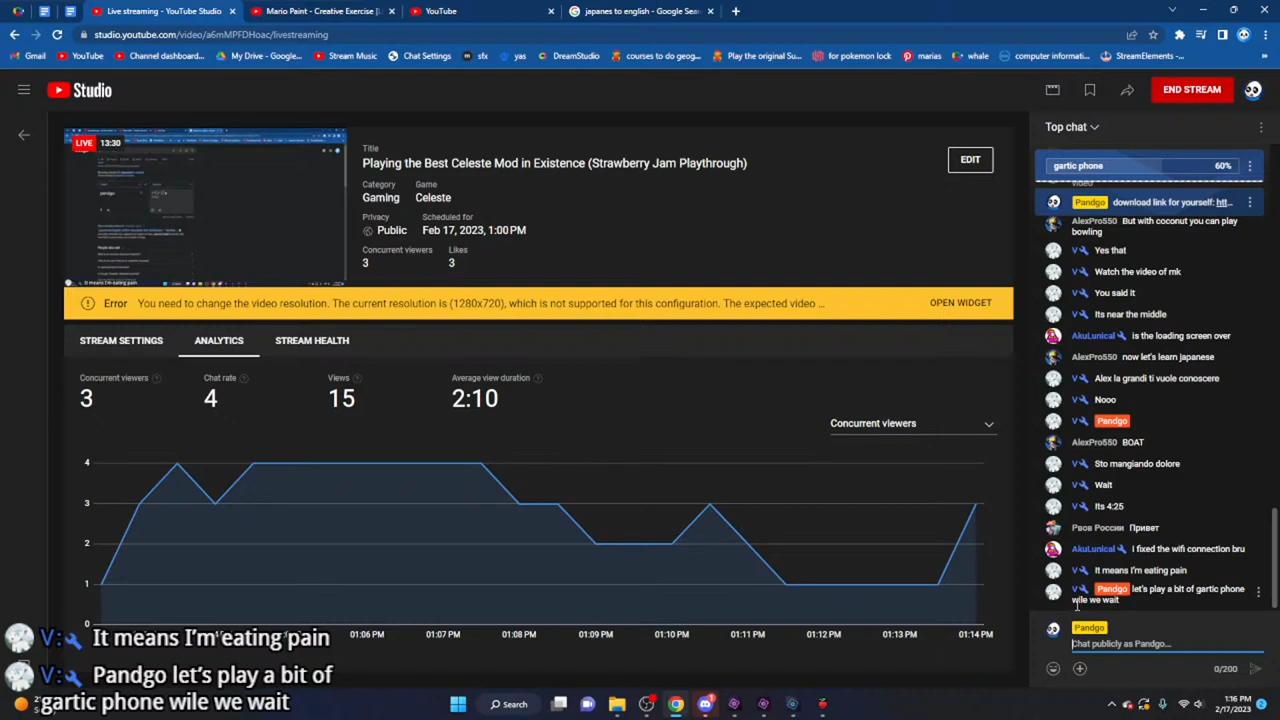 Live streaming - YouTube Studio
Mario Paint - Creative Exercise [
YouTube
japanes to english - Google Sea
studio.youtube.com/video/a6mMPFDHoac/livestreaming
Gmail
YouTube
Channel dashboard...
My Drive - Google...
Stream Music
Chat Settings
sfx
yas
DreamStudio
courses to do geog...
Play the original Su...
for pokemon lock
marias
whale
computer informati...
StreamElements -...
Studio
END STREAM
LIVE 13:30
Title
Playing the Best Celeste Mod in Existence (Strawberry Jam Playthrough)
EDIT
Category
Game
Gaming
Celeste
Privacy
Scheduled for
Public
Feb 17, 2023, 1:00 PM
Concurrent viewers
Likes
3
3
Error You need to change the video resolution. The current resolution is (1280x720), which is not supported for this configuration. The expected video ...
OPEN WIDGET
STREAM SETTINGS
ANALYTICS
STREAM HEALTH
Concurrent viewers
Chat rate
Views
Average view duration
3
4
15
2:10
Concurrent viewers
4
3
2
1
0
01:06 PM
01:07 PM
01:08 PM
01:09 PM
01:10 PM
01:11 PM
01:12 PM
01:13 PM
01:14 PM
Top chat
gartic phone 60%
video
Pandgo download link for yourself: htt...
AlexPro550 But with coconut you can play
bowling
V Yes that
V Watch the video of mk
V You said it
V Its near the middle
AkuLunical is the loading screen over
AlexPro550 now let's learn japanese
V Alex la grandi ti vuole conoscere
V Nooo
V Pandgo
AlexPro550 BOAT
V Sto mangiando dolore
V Wait
V Its 4:25
Рвов России Привет
AkuLunical I fixed the wifi connection bru
V It means I'm eating pain
V Pandgo let's play a bit of gartic phone
wile we wait
Pandgo
Chat publicly as Pandgo...
0/200
V: It means I'm eating pain
V: Pandgo let's play a bit of
gartic phone wile we wait
Search
1:16 PM
2/17/2023